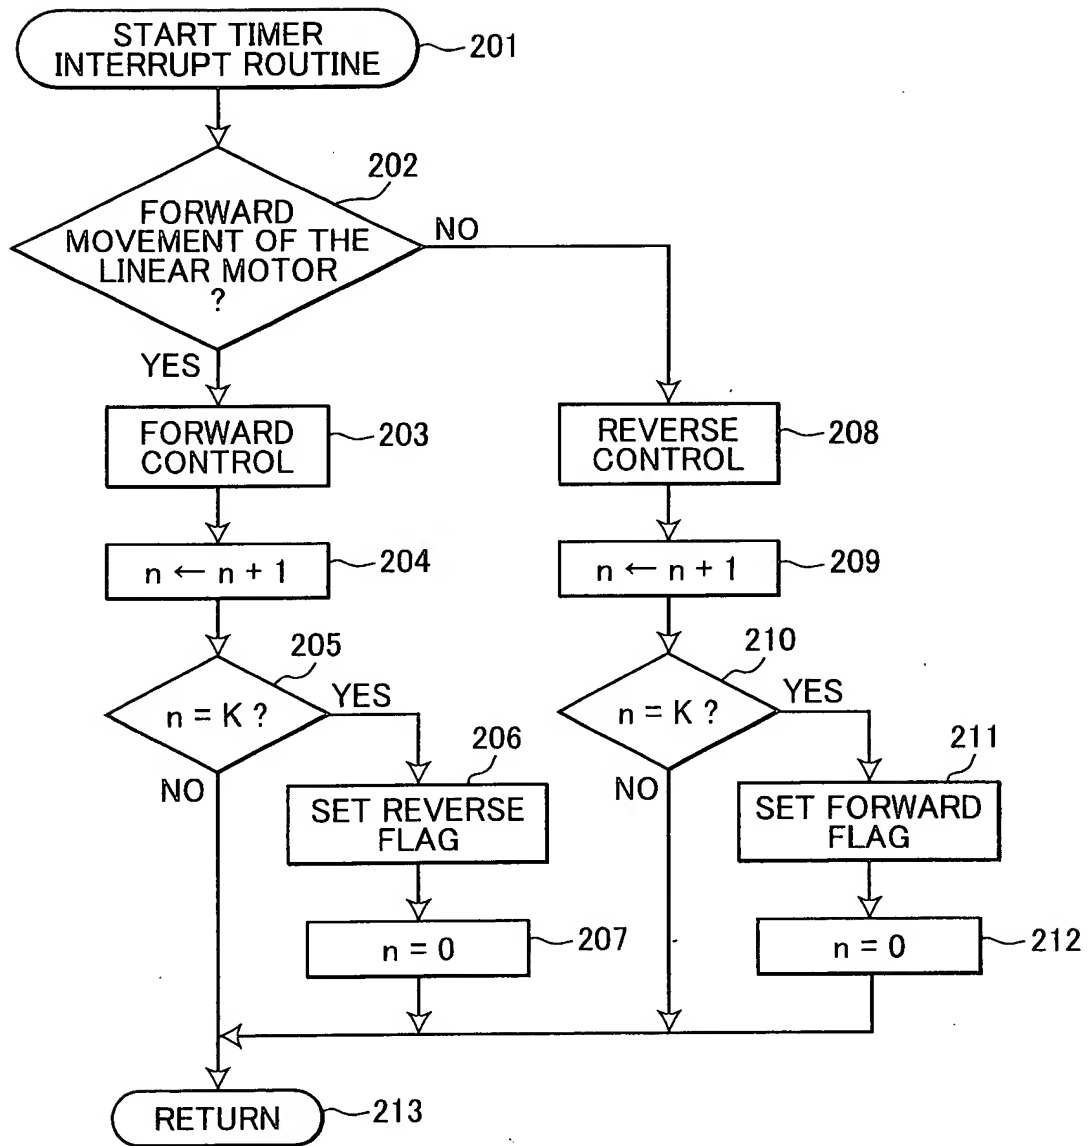 START TIMER
INTERRUPT ROUTINE
201
202
FORWARD
MOVEMENT OF THE
LINEAR MOTOR
?
NO
YES
FORWARD
CONTROL
203
REVERSE
CONTROL
208
n ← n + 1
204
n ← n + 1
209
205
n = K ?
YES
NO
210
n = K ?
YES
NO
206
SET REVERSE
FLAG
211
SET FORWARD
FLAG
n = 0
207
n = 0
212
RETURN
213